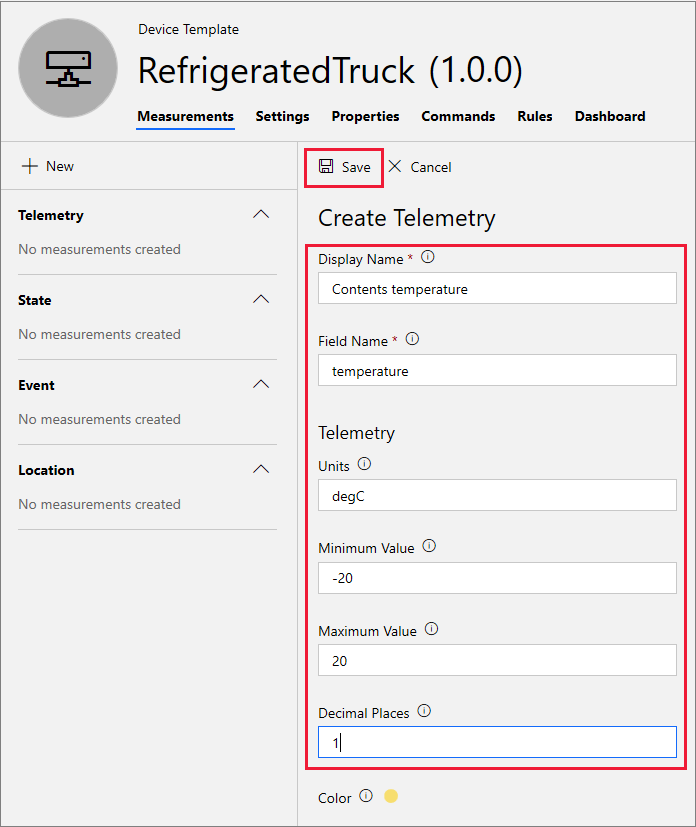 Device Template
RefrigeratedTruck (1.0.0)
Measurements Settings Properties Commands Rules Dashboard
New
Telemetry
No measurements created
State
No measurements created
Event
No measurements created
Location
No measurements created
Save Cancel
Create Telemetry
Display Name *
Contents temperature
Field Name *
temperature
Telemetry
Units
degC
Minimum Value
-20
Maximum Value
20
Decimal Places
1
Color